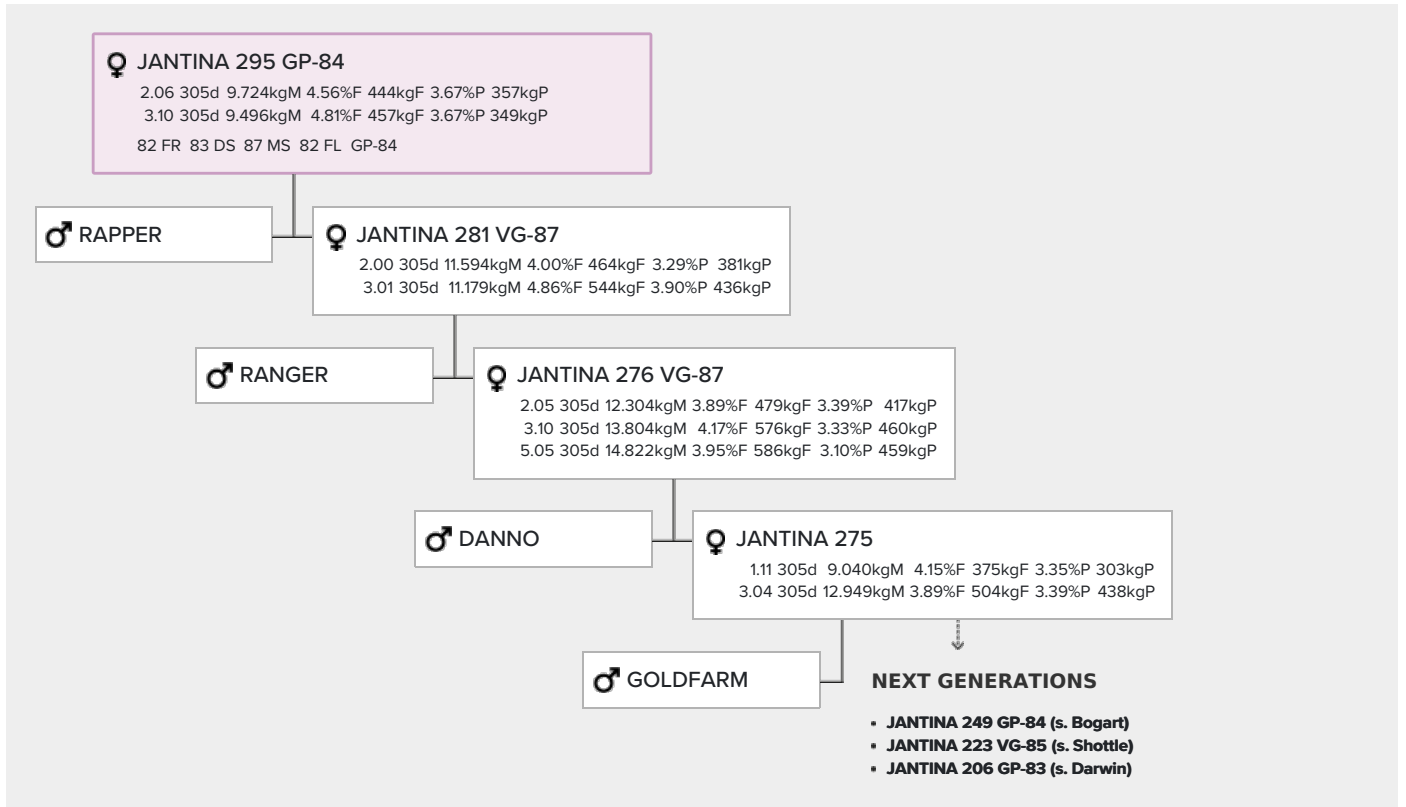 JANTINA 295 GP-84
2.06 305d 9.724kgM 4.56%F 444kgF 3.67%P 357kgP
3.10 305d 9.496kgM 4.81%F 457kgF 3.67%P 349kgP
82 FR 83 DS 87 MS 82 FL GP-84
RAPPER
JANTINA 281 VG-87
2.00 305d 11.594kgM 4.00%F 464kgF 3.29%P 381kgP
3.01 305d 11.179kgM 4.86%F 544kgF 3.90%P 436kgP
RANGER
JANTINA 276 VG-87
2.05 305d 12.304kgM 3.89%F 479kgF 3.39%P 417kgP
3.10 305d 13.804kgM 4.17%F 576kgF 3.33%P 460kgP
5.05 305d 14.822kgM 3.95%F 586kgF 3.10%P 459kgP
DANNO
JANTINA 275
1.11 305d 9.040kgM 4.15%F 375kgF 3.35%P 303kgP
3.04 305d 12.949kgM 3.89%F 504kgF 3.39%P 438kgP
GOLDFARM
NEXT GENERATIONS
• JANTINA 249 GP-84 (s. Bogart)
• JANTINA 223 VG-85 (s. Shottle)
• JANTINA 206 GP-83 (s. Darwin)